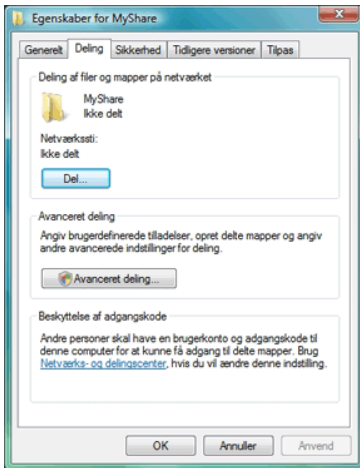 Egenskaber for MyShare
Generelt Deling Sikkerhed Tidligere versioner Tilpas
Deling af filer og mapper på netværket
MyShare
Ikke delt
Netværkssti:
Ikke delt
Del...
Avanceret deling
Angiv brugerdefinerede tilladelser, opret delte mapper og angiv
andre avancerede indstillinger for deling.
Avanceret deling...
Beskyttelse af adgangskode
Andre personer skal have en brugerkonto og adgangskode til
denne computer for at kunne få adgang til delte mapper. Brug
Netværks- og delingscenter, hvis du vil ændre denne indstilling.
OK Annuller Anvend